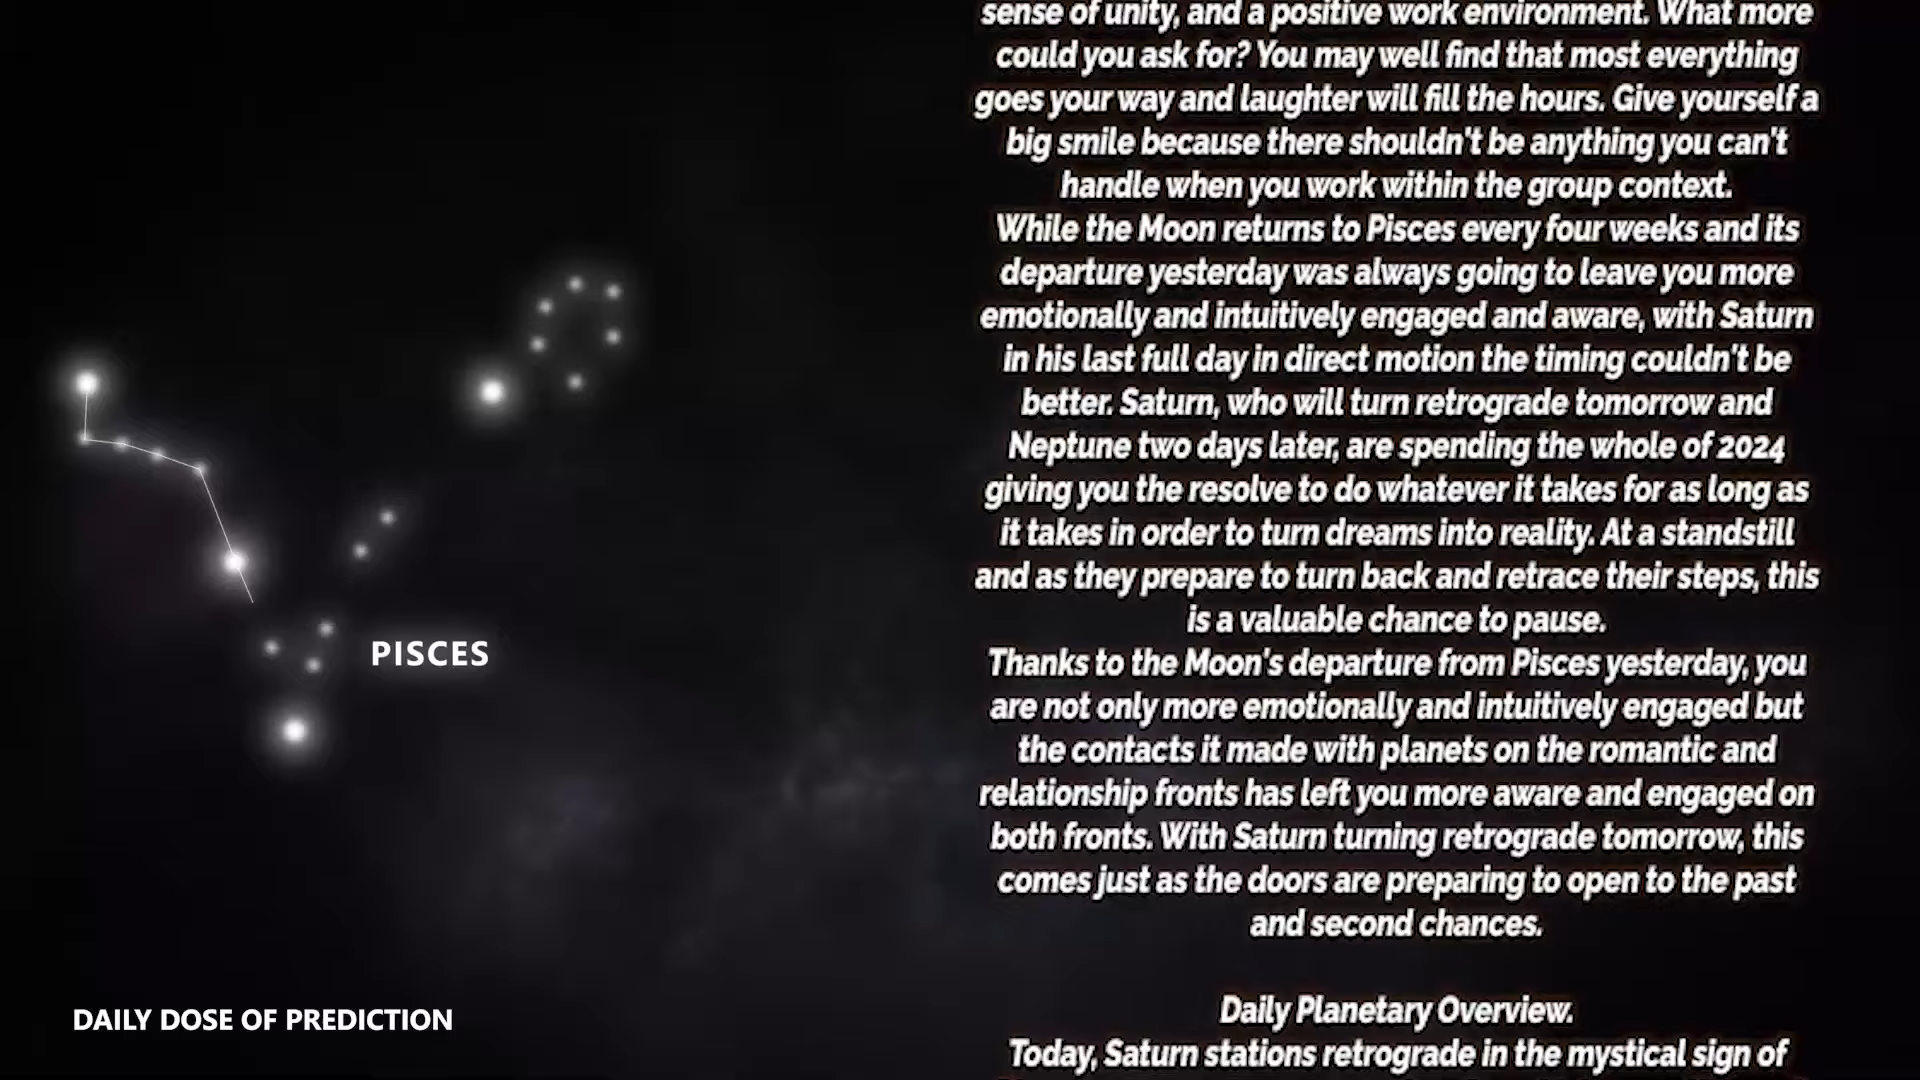 sense of unity, and a positive work environment. What more
could you ask for? You may well find that most everything
goes your way and laughter will fill the hours. Give yourself a
big smile because there shouldn't be anything you can't
handle when you work within the group context.
While the Moon returns to Pisces every four weeks and its
departure yesterday was always going to leave you more
emotionally and intuitively engaged and aware, with Saturn
in his last full day in direct motion the timing couldn't be
better. Saturn, who will turn retrograde tomorrow and
Neptune two days later, are spending the whole of 2024
giving you the resolve to do whatever it takes for as long as
it takes in order to turn dreams into reality. At a standstill
and as they prepare to turn back and retrace their steps, this
is a valuable chance to pause.
Thanks to the Moon's departure from Pisces yesterday, you
are not only more emotionally and intuitively engaged but
the contacts it made with planets on the romantic and
relationship fronts has left you more aware and engaged on
both fronts. With Saturn turning retrograde tomorrow, this
comes just as the doors are preparing to open to the past
and second chances.
Daily Planetary Overview.
Today, Saturn stations retrograde in the mystical sign of
PISCES
DAILY DOSE OF PREDICTION